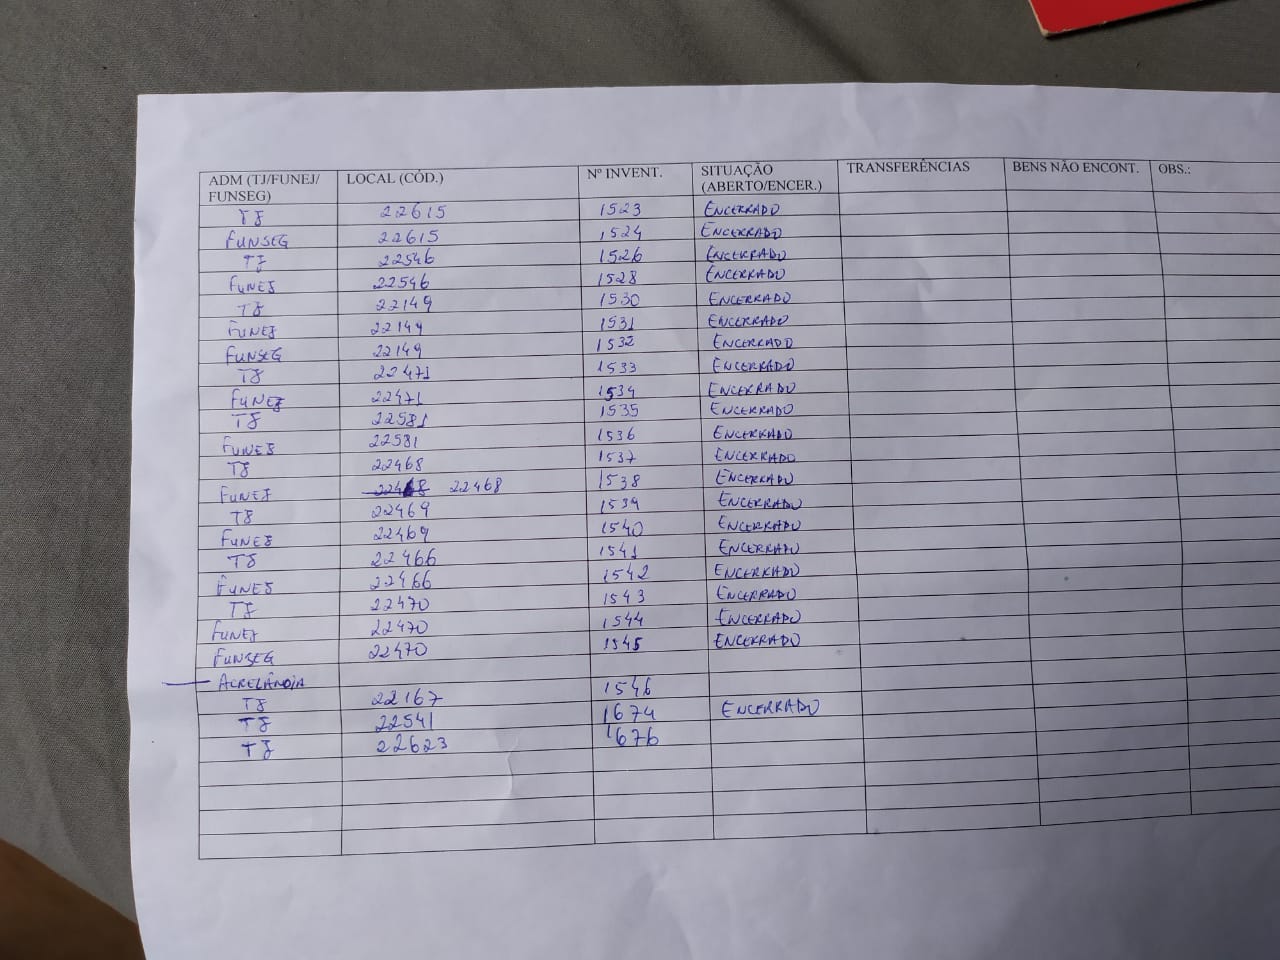 ADM (TJ/FUNEJ/FUNSEG) LOCAL (CÓD.) Nº INVENT. SITUAÇÃO (ABERTO/ENCER.) TRANSFERÊNCIAS BENS NÃO ENCONT. OBS.:
TJ 22615 1523 ENCERRADO
FUNSEG 22615 1524 ENCERRADO
TJ 22546 1526 ENCERRADO
FUNEJ 22546 1528 ENCERRADO
TJ 22149 1530 ENCERRADO
FUNEJ 22149 1531 ENCERRADO
FUNSEG 22149 1532 ENCERRADO
TJ 22471 1533 ENCERRADO
FUNEJ 22471 1534 ENCERRADO
TJ 22581 1535 ENCERRADO
FUNEJ 22581 1536 ENCERRADO
TJ 22468 1537 ENCERRADO
FUNEJ 22468 1538 ENCERRADO
TJ 22469 1539 ENCERRADO
FUNEJ 22469 1540 ENCERRADO
TJ 22466 1541 ENCERRADO
FUNEJ 22466 1542 ENCERRADO
TJ 22470 1543 ENCERRADO
FUNEJ 22470 1544 ENCERRADO
FUNSEG 22470 1545 ENCERRADO
ACRELÂNDIA
TJ 22167 1546
TJ 22541 1674 ENCERRADO
TJ 22623 1676